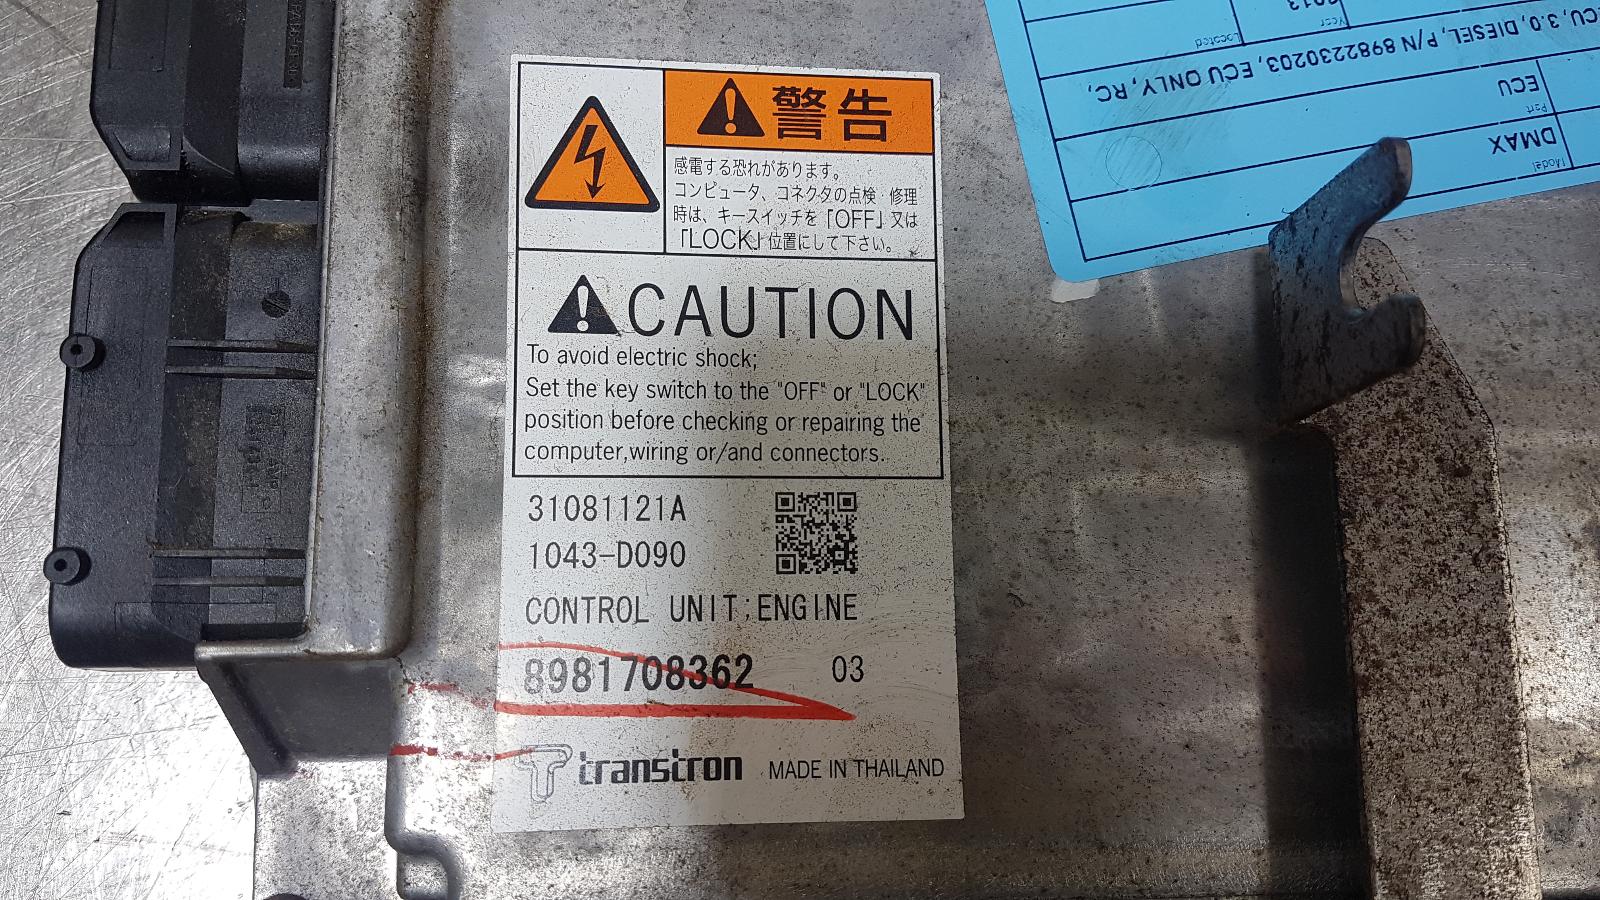 警告
感電する恐れがあります。
コンピュータ、コネクタの点検・修理
時は、キースイッチを「OFF」又は
「LOCK」位置にして下さい。
CAUTION
To avoid electric shock;
Set the key switch to the "OFF" or "LOCK"
position before checking or repairing the
computer,wiring or/and connectors.
31081121A
1043-D090
CONTROL UNIT;ENGINE
8981708362 03
transtron MADE IN THAILAND
Model
DMAX
Part
ECU
ECU, 3.0, DIESEL, P/N 8982230203, ECU ONLY, RC,
Year
2013
Located